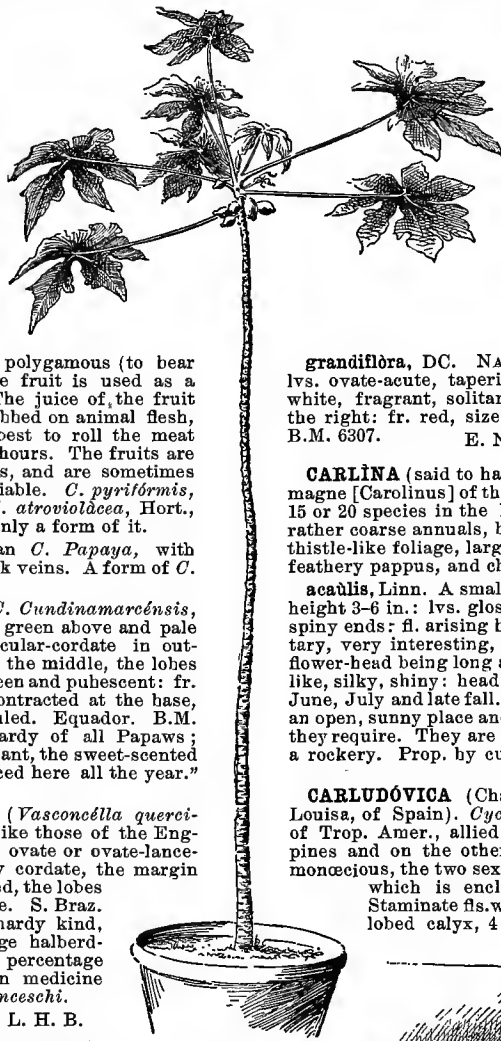 polygamous (to bear
e fruit is used as a
The juice of the fruit
bbed on animal flesh,
best to roll the meat
hours. The fruits are
s, and are sometimes
iable. C. pyrifórmis,
. atroviolàcea, Hort.,
nly a form of it.
an C. Papaya, with
k veins. A form of C.
C. Cundinamarcénsis,
green above and pale
cular-cordate in out-
the middle, the lobes
een and pubescent: fr.
ontracted at the base,
led. Equador. B.M.
ardy of all Papaws;
ant, the sweet-scented
ced here all the year."
(Vasconcélla querci-
ike those of the Eng-
ovate or ovate-lance-
y cordate, the margin
ed, the lobes
e. S. Braz.
hardy kind,
ge halberd-
percentage
n medicine
nceschi.
L. H. B.
grandiflòra, DC. NA
lvs. ovate-acute, taperi
white, fragrant, solitar
the right: fr. red, size
B.M. 6307. E. N
CARLÌNA (said to ha
magne [Carolinus] of th
15 or 20 species in the
rather coarse annuals, b
thistle-like foliage, larg
feathery pappus, and ch
acaùlis, Linn. A smal
height 3-6 in.: lvs. glos
spiny ends: fl. arising b
tary, very interesting,
flower-head being long a
like, silky, shiny: head
June, July and late fall.
an open, sunny place and
they require. They are
a rockery. Prop. by cu
CARLUDÓVICA (Cha
Louisa, of Spain). Cyc
of Trop. Amer., allied
pines and on the other
monœcious, the two sex
which is encl
Staminate fls. w
lobed calyx, 4